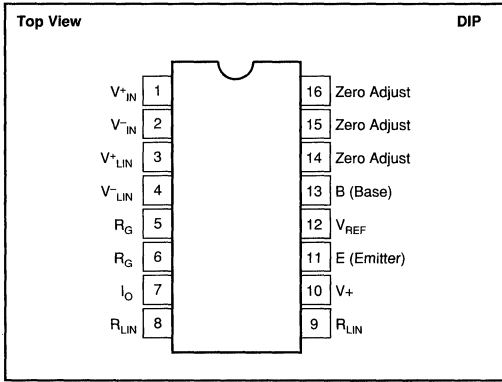 Top View DIP
V+IN 1 16 Zero Adjust
V–IN 2 15 Zero Adjust
V+LIN 3 14 Zero Adjust
V–LIN 4 13 B (Base)
RG 5 12 VREF
RG 6 11 E (Emitter)
IO 7 10 V+
RLIN 8 9 RLIN